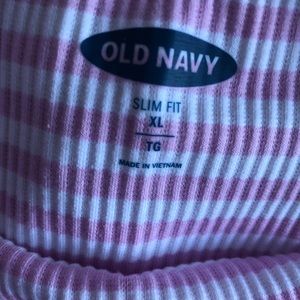 OLD NAVY
SLIM FIT
XL
TG
MADE IN VIETNAM